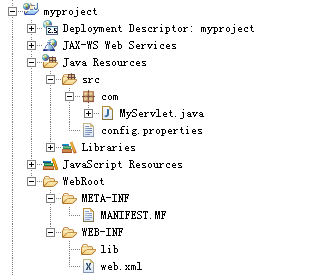 myproject
Deployment Descriptor: myproject
JAX-WS Web Services
Java Resources
src
com
MyServlet.java
config.properties
Libraries
JavaScript Resources
WebRoot
META-INF
MANIFEST.MF
WEB-INF
lib
web.xml